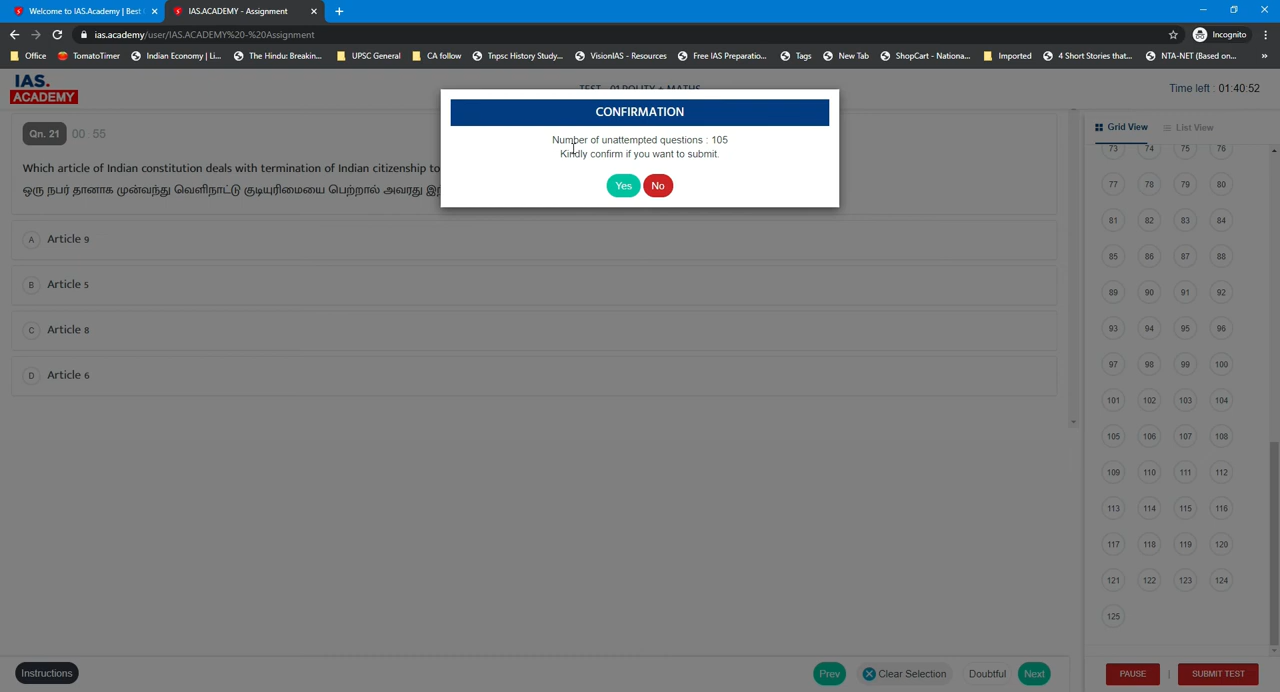 Welcome to IAS.Academy | Best
IAS.ACADEMY - Assignment
ias.academy/user/IAS.ACADEMY%20-%20Assignment
Incognito
Office
TomatoTimer
Indian Economy | Li...
The Hindu: Breakin...
UPSC General
CA follow
Tnpsc History Study...
VisionIAS - Resources
Free IAS Preparatio...
Tags
New Tab
ShopCart - Nationa...
Imported
4 Short Stories that...
NTA-NET (Based on...
»
IAS.
ACADEMY
TEST - 01 POLITY + MATHS
Time left : 01:40:52
CONFIRMATION
Number of unattempted questions : 105
Kindly confirm if you want to submit.
Yes
No
Qn. 21
00 : 55
Which article of Indian constitution deals with termination of Indian citizenship to
ஒரு நபர் தானாக முன்வந்து வெளிநாட்டு குடியுரிமையை பெற்றால் அவரது
A Article 9
B Article 5
C Article 8
D Article 6
Grid View
List View
73 74 75 76
77 78 79 80
81 82 83 84
85 86 87 88
89 90 91 92
93 94 95 96
97 98 99 100
101 102 103 104
105 106 107 108
109 110 111 112
113 114 115 116
117 118 119 120
121 122 123 124
125
Instructions
Prev
Clear Selection
Doubtful
Next
PAUSE
|
SUBMIT TEST